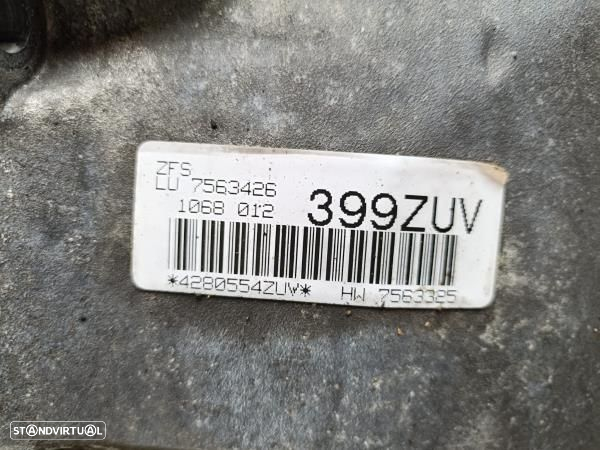 ZFS
LU 7563426
1068 012
399ZUV
*4280554ZUV* HW 7563325
STANDVIRTUAL